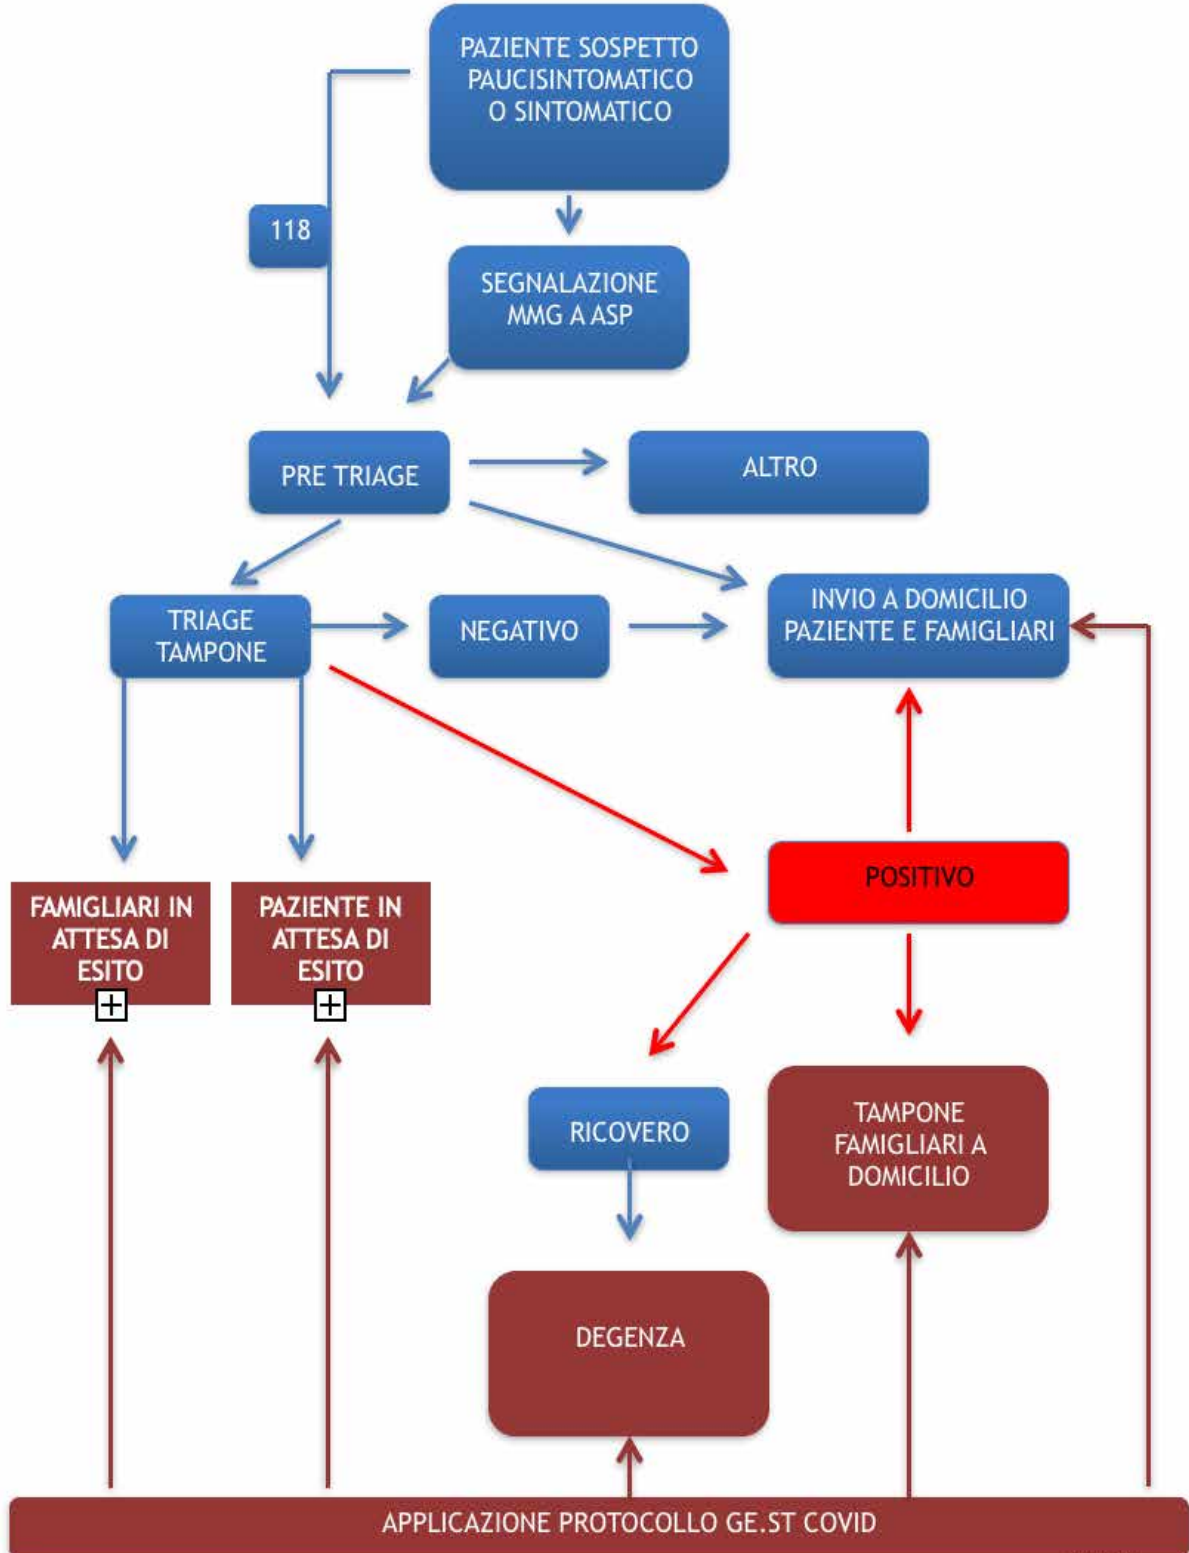 PAZIENTE SOSPETTO
PAUCISINTOMATICO
O SINTOMATICO
118
SEGNALAZIONE
MMG A ASP
PRE TRIAGE
ALTRO
TRIAGE
TAMPONE
NEGATIVO
INVIO A DOMICILIO
PAZIENTE E FAMIGLIARI
POSITIVO
FAMIGLIARI IN
ATTESA DI
ESITO
PAZIENTE IN
ATTESA DI
ESITO
RICOVERO
TAMPONE
FAMIGLIARI A
DOMICILIO
DEGENZA
APPLICAZIONE PROTOCOLLO GE.ST COVID